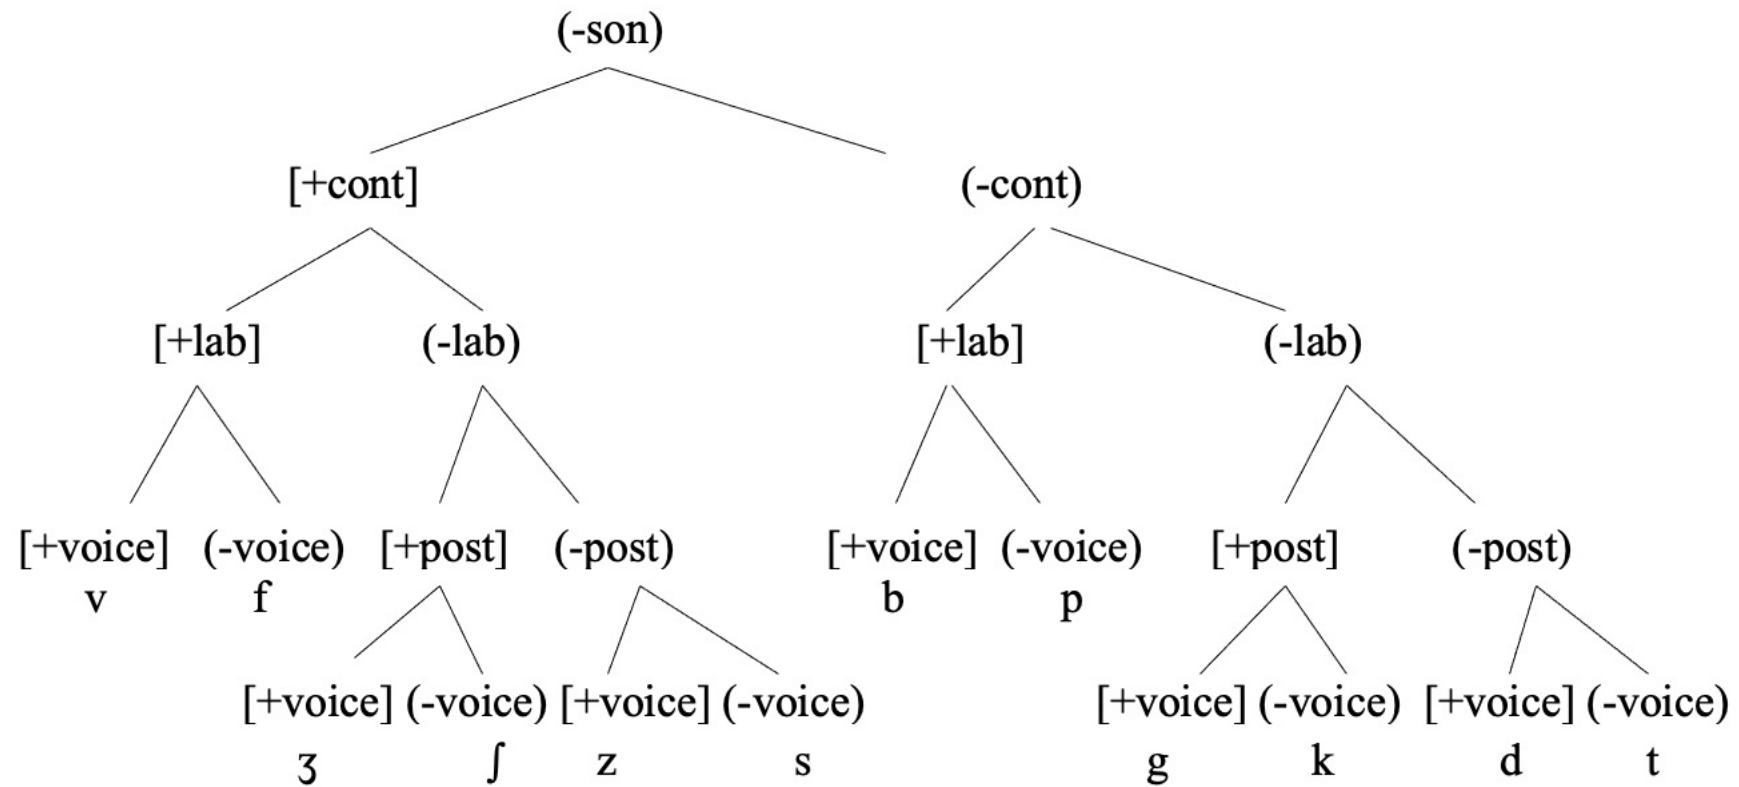 (-son)
[+cont] (-cont)
[+lab] (-lab) [+lab] (-lab)
[+voice] (-voice) [+post] (-post) [+voice] (-voice) [+post] (-post)
v f b p
[+voice] (-voice) [+voice] (-voice) [+voice] (-voice) [+voice] (-voice)
ʒ ʃ z s g k d t